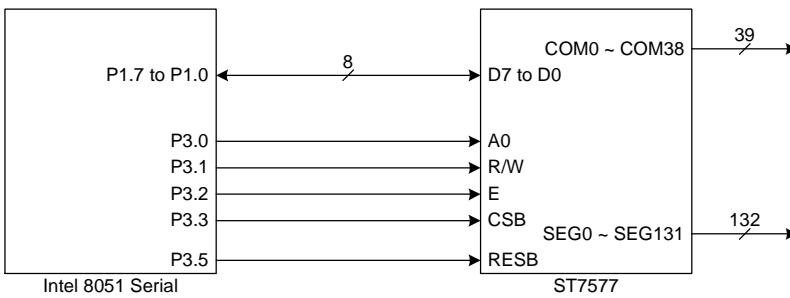 COM0 ~ COM38
39
P1.7 to P1.0
8
D7 to D0
P3.0
A0
P3.1
R/W
P3.2
E
P3.3
CSB
SEG0 ~ SEG131
132
P3.5
RESB
Intel 8051 Serial
ST7577